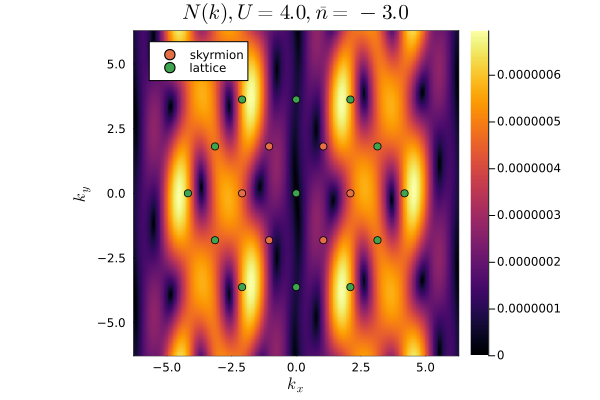 N(k), U = 4.0, n̄ = − 3.0
skyrmion
lattice
5.0
2.5
0.0
−2.5
−5.0
k_y
−5.0 −2.5 0.0 2.5 5.0
k_x
0.0000006
0.0000005
0.0000004
0.0000003
0.0000002
0.0000001
0